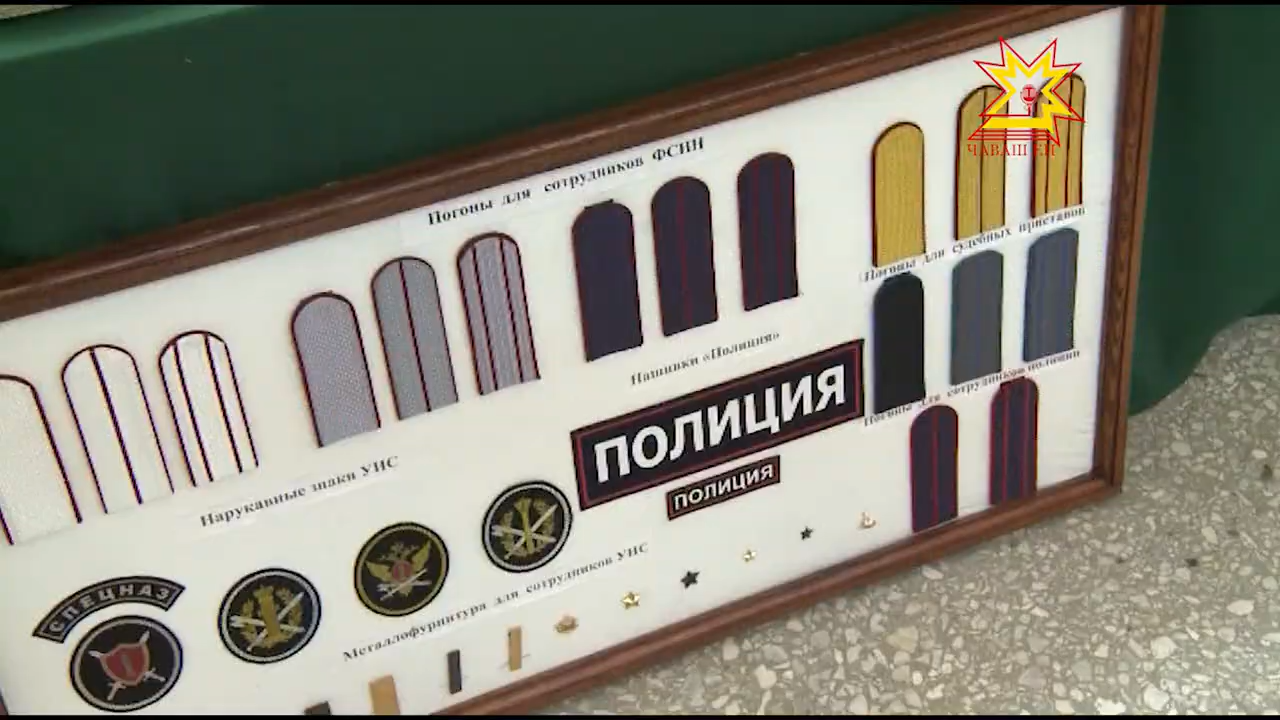 ЧАВАШ ЕН
Погоны для сотрудников ФСИН
Погоны для судебных приставов
Нашивки «Полиция»
ПОЛИЦИЯ
ПОЛИЦИЯ
Погоны для сотрудников полиции
Нарукавные знаки УИС
СПЕЦНАЗ
Металлофурнитура для сотрудников УИС